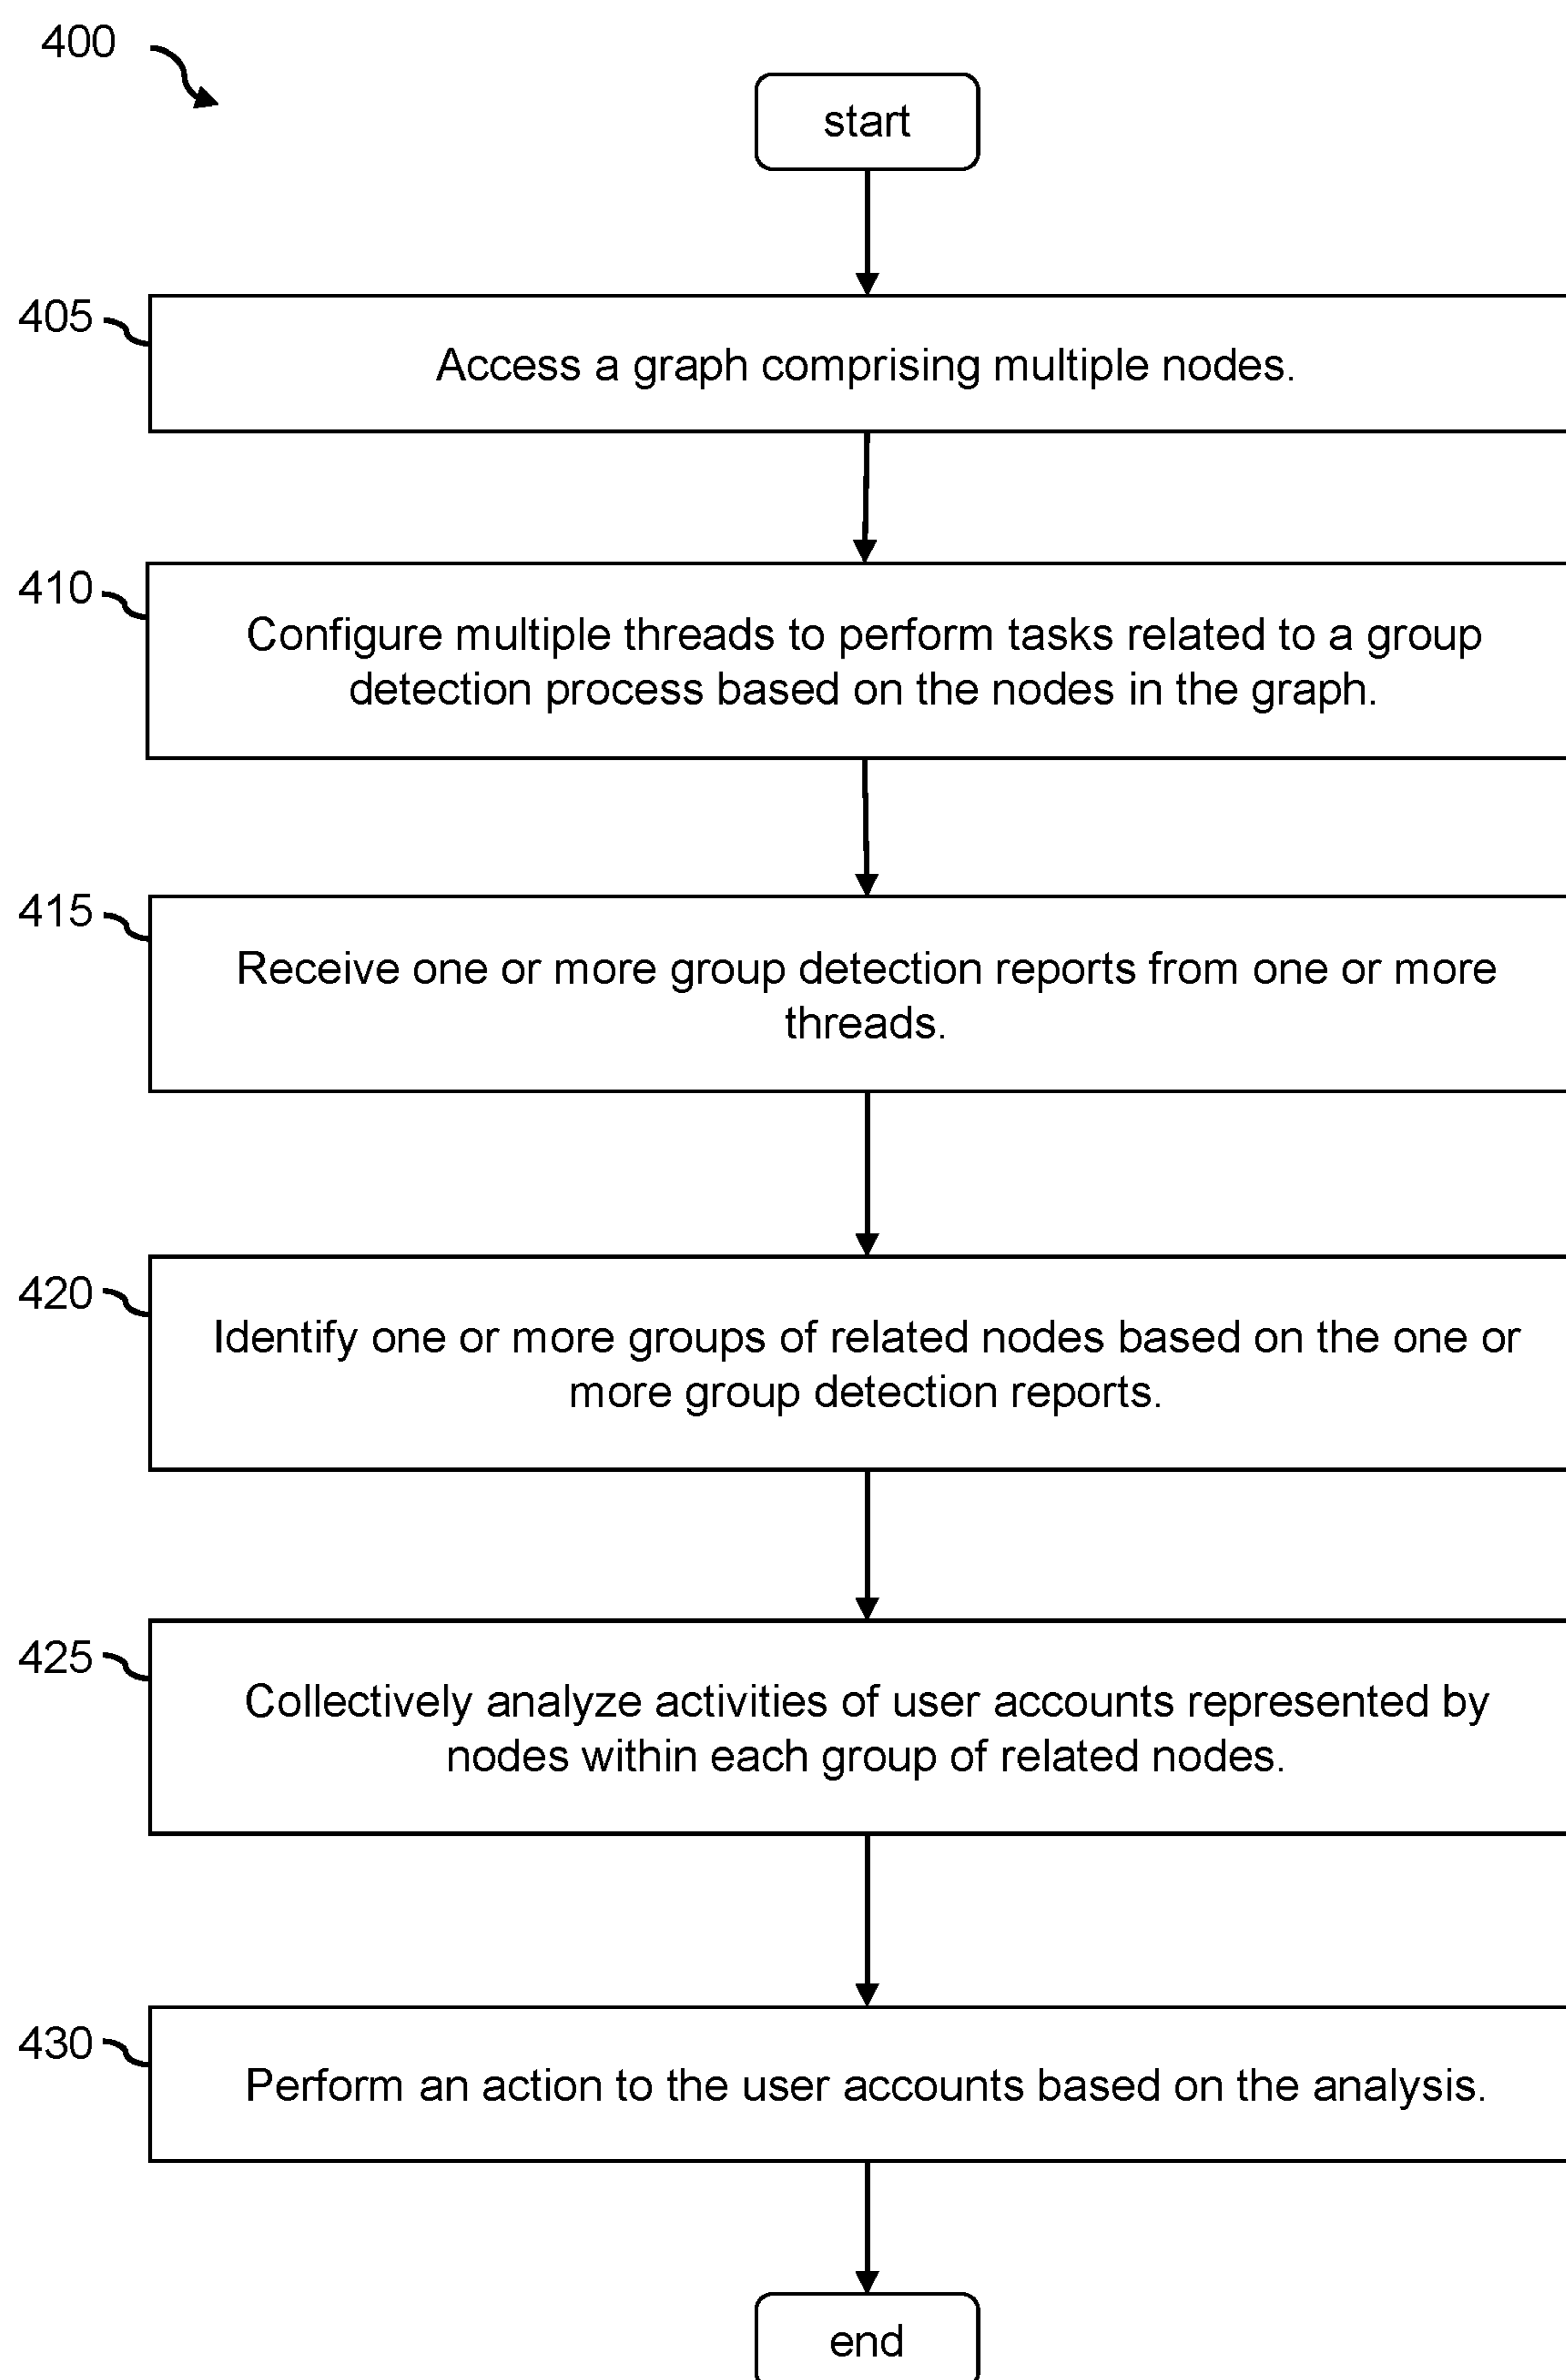 400
start
405
Access a graph comprising multiple nodes.
410
Configure multiple threads to perform tasks related to a group
detection process based on the nodes in the graph.
415
Receive one or more group detection reports from one or more
threads.
420
Identify one or more groups of related nodes based on the one or
more group detection reports.
425
Collectively analyze activities of user accounts represented by
nodes within each group of related nodes.
430
Perform an action to the user accounts based on the analysis.
end